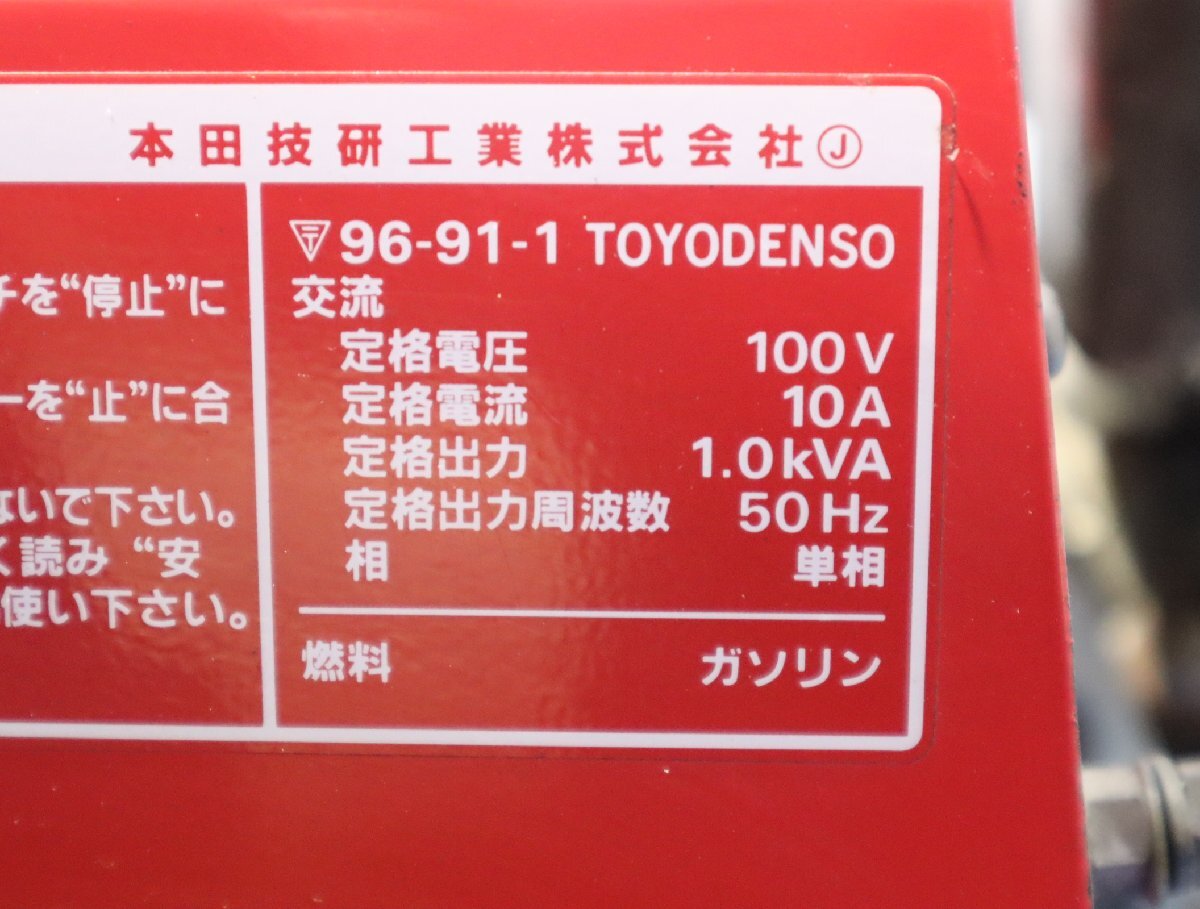 本田技研工業株式会社Ⓙ
チを“停止”に
ーを“止”に合
ないで下さい。
く読み “安
使い下さい。
〒96-91-1 TOYODENSO
交流
定格電圧 100V
定格電流 10A
定格出力 1.0kVA
定格出力周波数 50Hz
相 単相
燃料 ガソリン